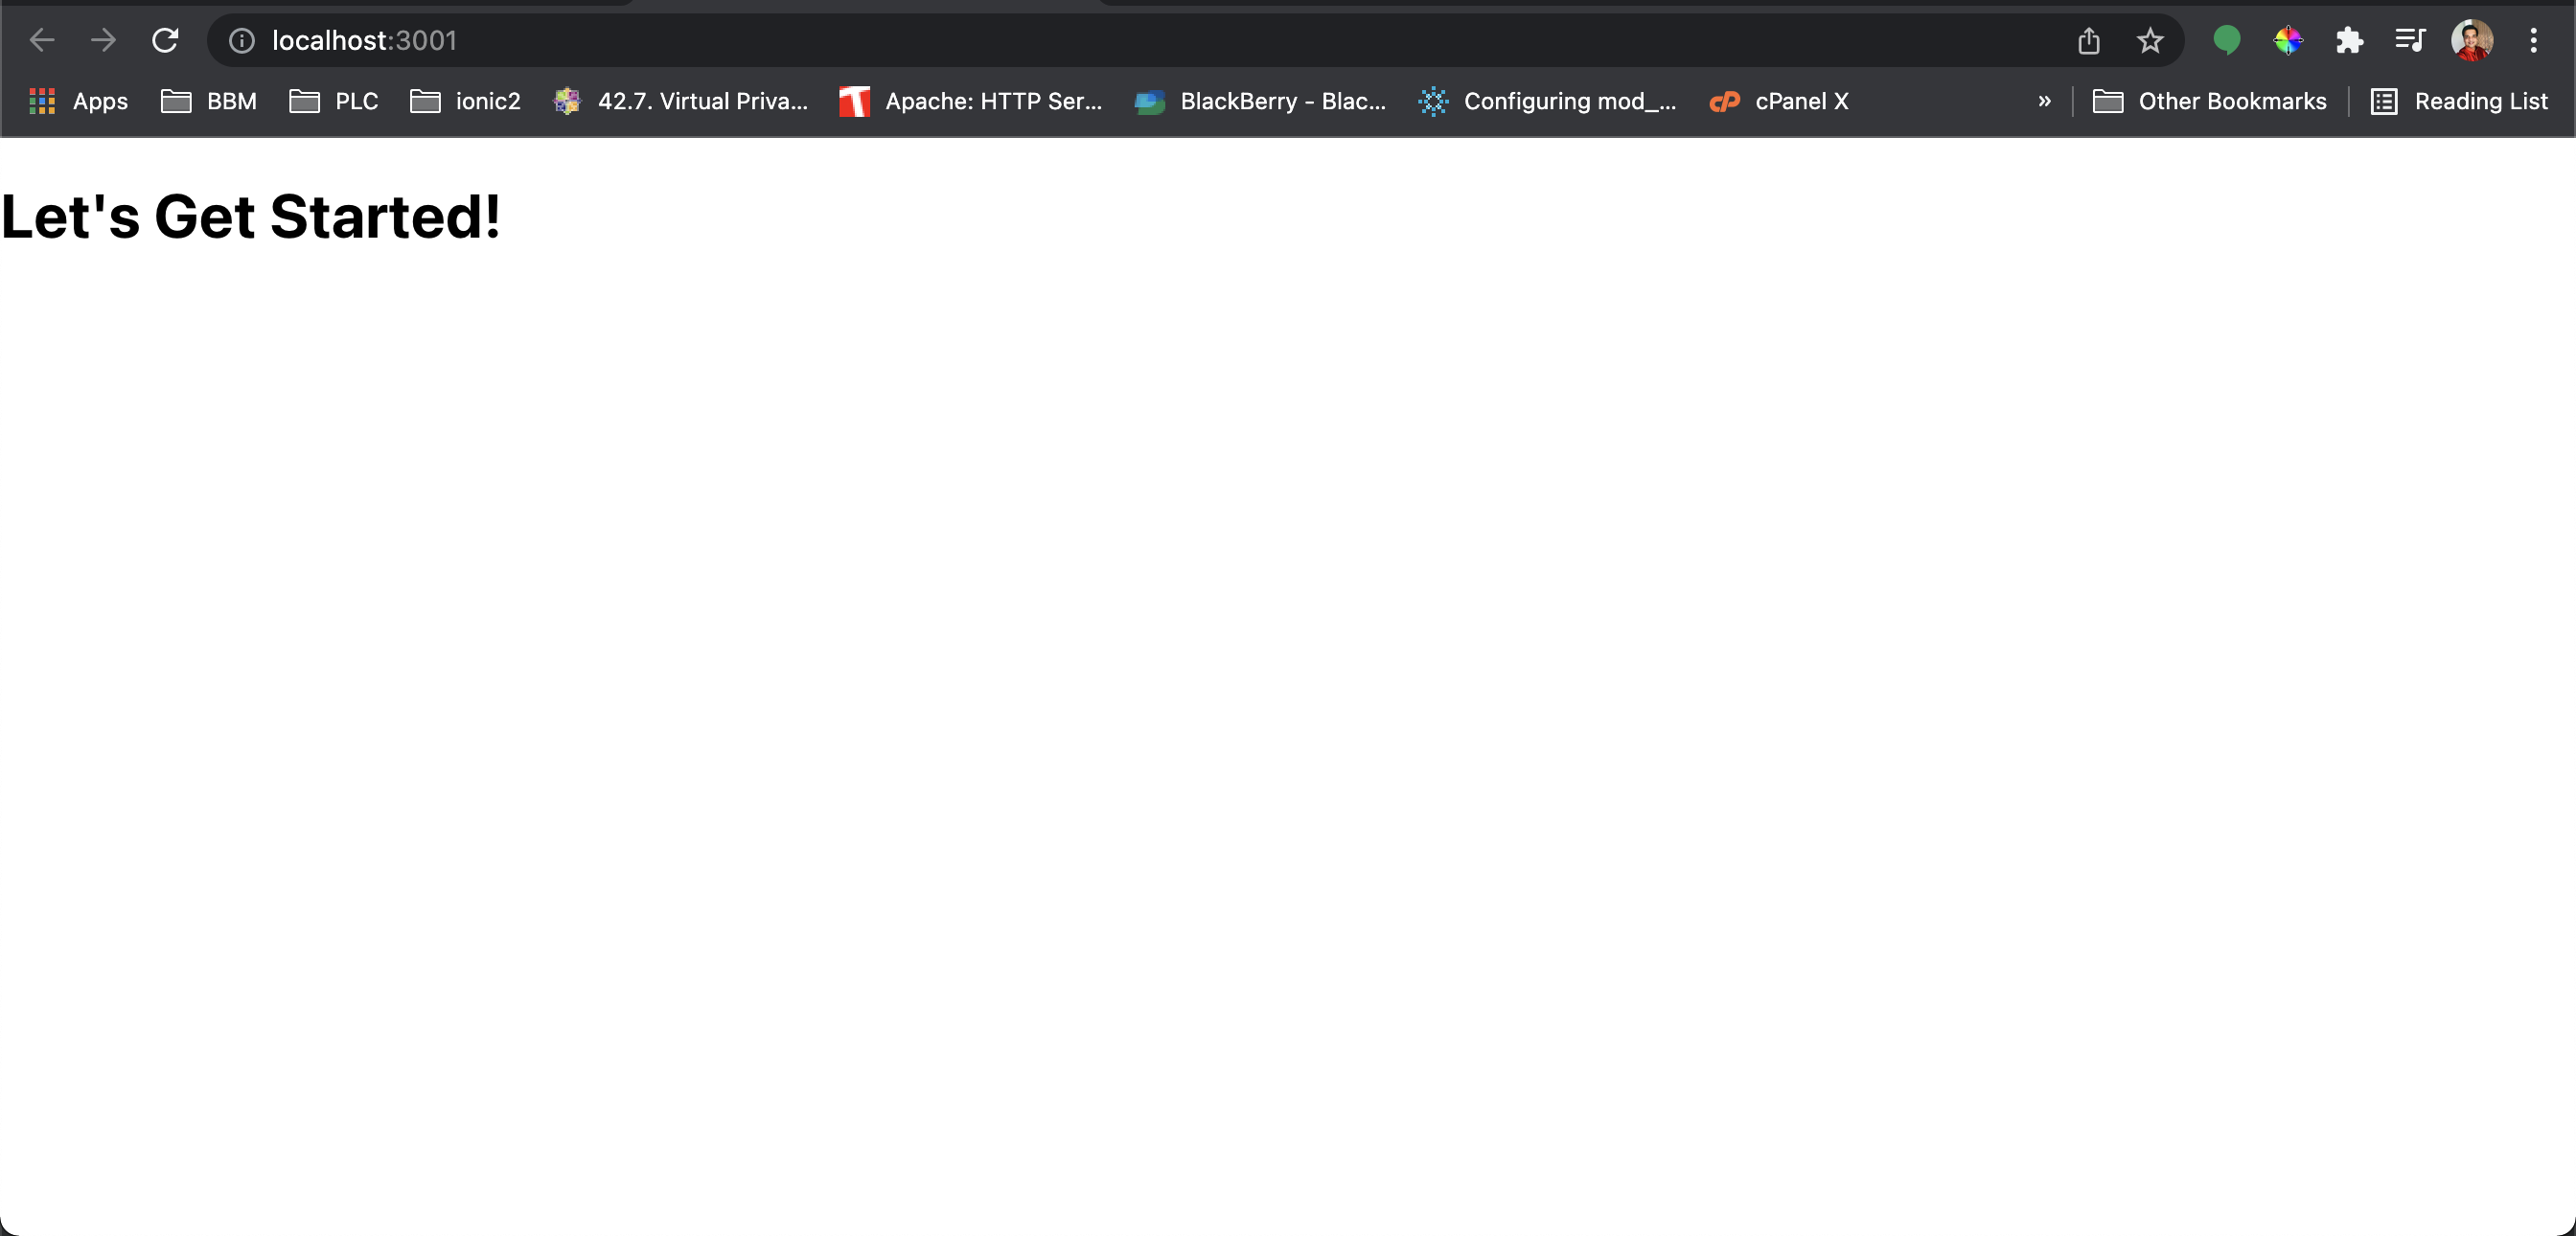 localhost:3001
Apps BBM PLC ionic2 42.7. Virtual Priva... Apache: HTTP Ser... BlackBerry - Blac... Configuring mod_... cPanel X » Other Bookmarks Reading List
Let's Get Started!